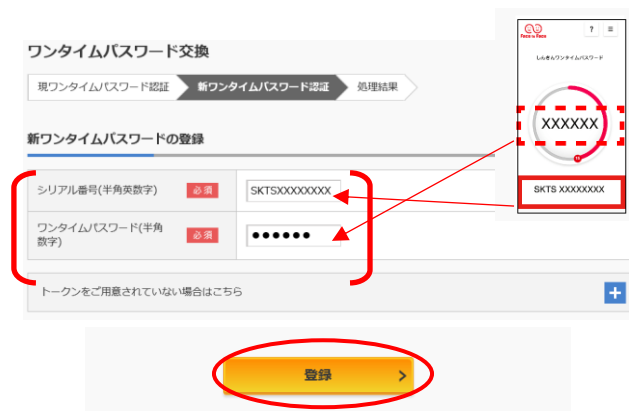 ワンタイムパスワード交換
現ワンタイムパスワード認証
新ワンタイムパスワード認証
処理結果
新ワンタイムパスワードの登録
シリアル番号(半角英数字)
必須
SKTSXXXXXXXX
ワンタイムパスワード(半角
数字)
必須
●●●●●●
トークンをご用意されていない場合はこちら
+
登録
>
Face to Face
?
≡
しんきんワンタイムパスワード
XXXXXX
SKTS XXXXXXXX